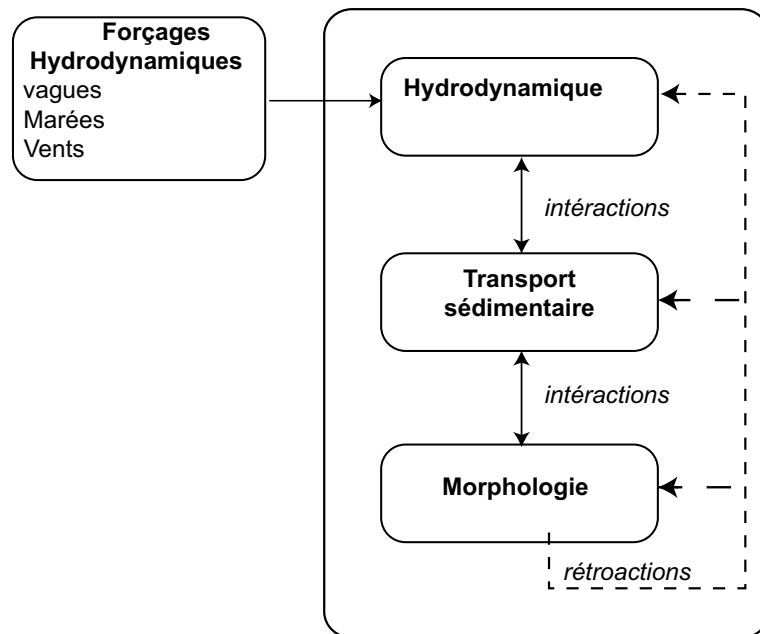 Forçages
Hydrodynamiques
vagues
Marées
Vents
Hydrodynamique
intéractions
Transport
sédimentaire
intéractions
Morphologie
rétroactions